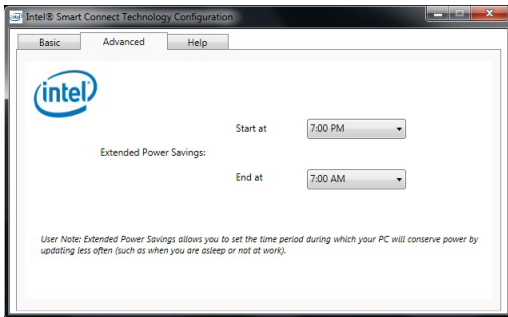 Intel® Smart Connect Technology Configuration
Basic Advanced Help
intel
Start at 7:00 PM
Extended Power Savings:
End at 7:00 AM
User Note: Extended Power Savings allows you to set the time period during which your PC will conserve power by
updating less often (such as when you are asleep or not at work).